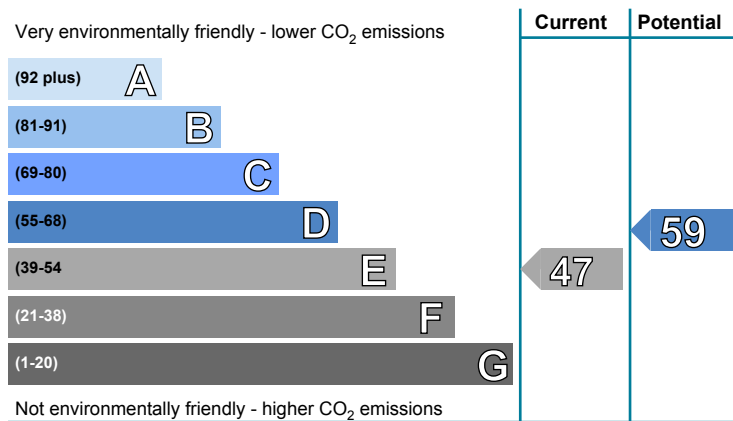 Very environmentally friendly - lower CO₂ emissions
Current
Potential
(92 plus) A
(81-91) B
(69-80) C
(55-68) D
59
(39-54 E
47
(21-38) F
(1-20) G
Not environmentally friendly - higher CO₂ emissions